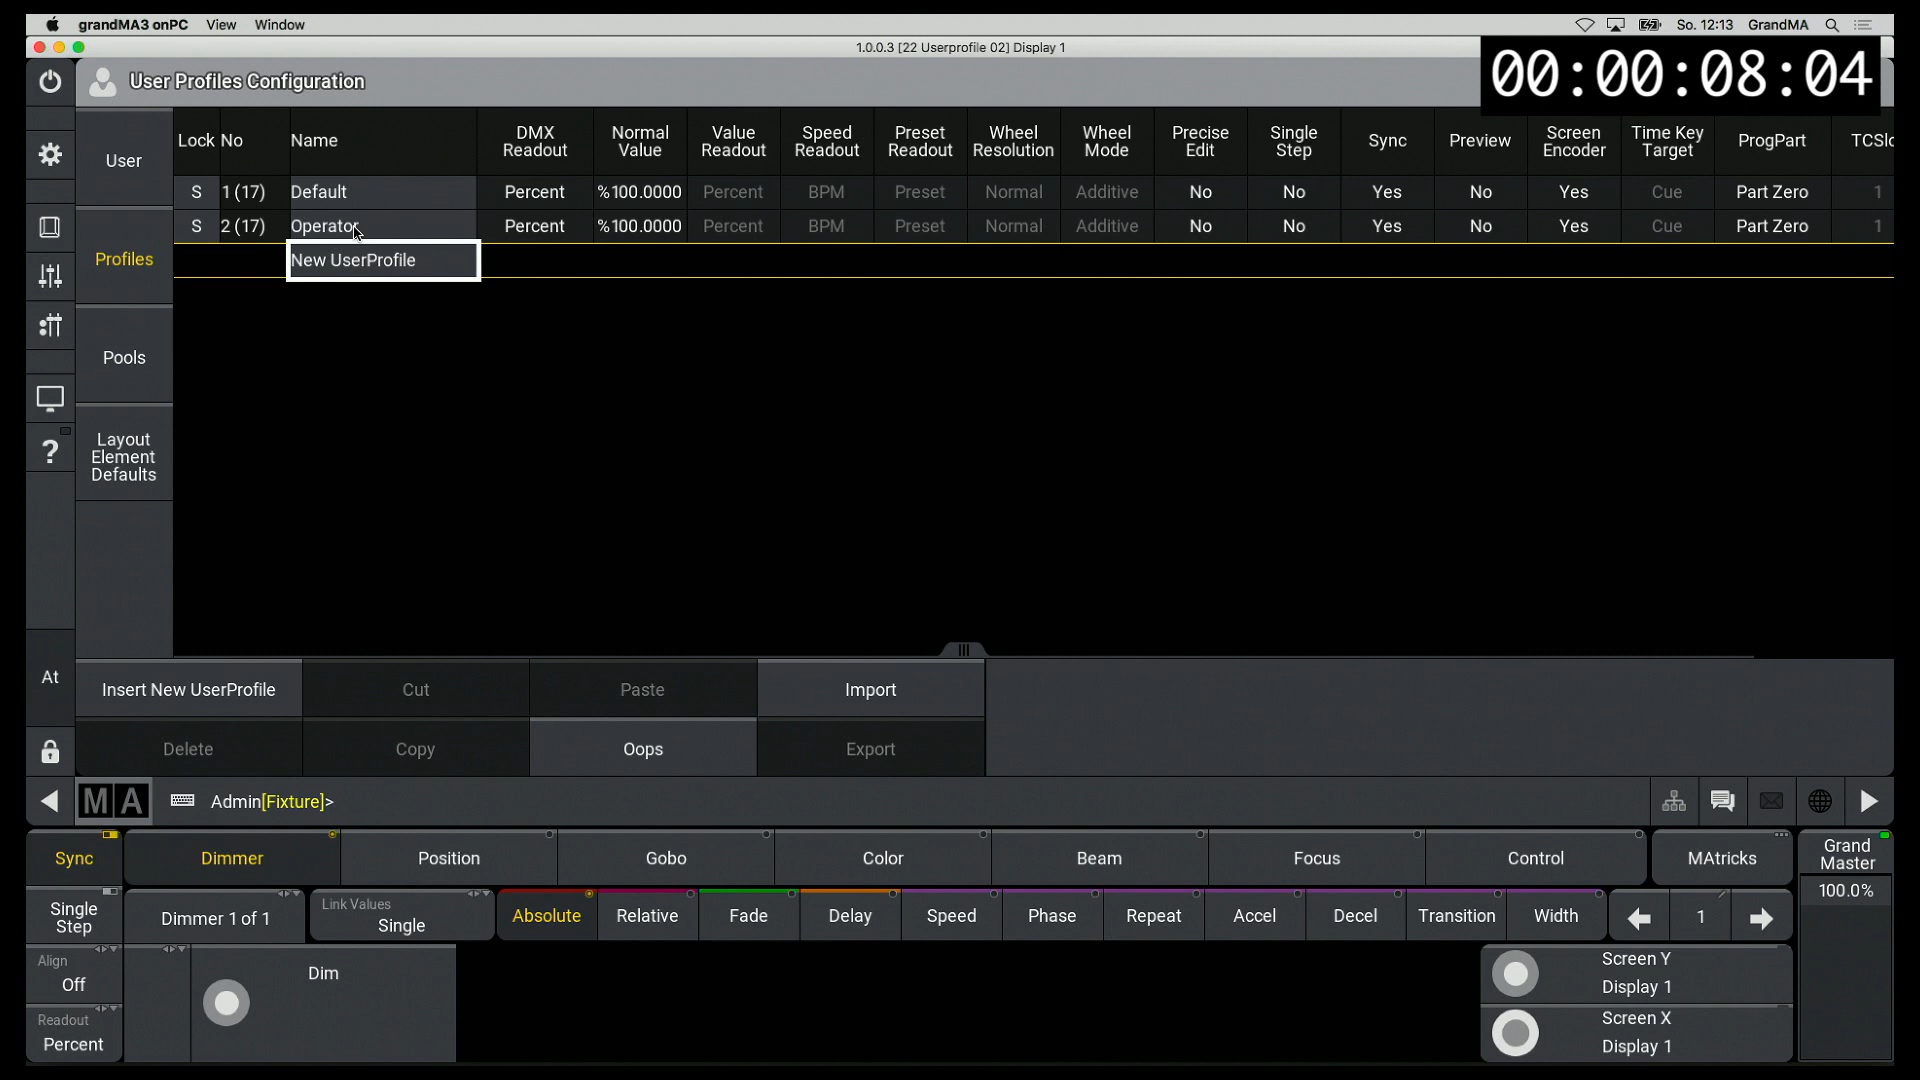 grandMA3 onPC View Window
So. 12:13 GrandMA
1.0.0.3 [22 Userprofile 02] Display 1
00:00:08:04
User Profiles Configuration
User
Profiles
Pools
Layout
Element
Defaults
Lock No Name DMX Readout Normal Value Value Readout Speed Readout Preset Readout Wheel Resolution Wheel Mode Precise Edit Single Step Sync Preview Screen Encoder Time Key Target ProgPart
S 1 (17) Default Percent %100.0000 Percent BPM Preset Normal Additive No No Yes No Yes Cue Part Zero 1
S 2 (17) Operator Percent %100.0000 Percent BPM Preset Normal Additive No No Yes No Yes Cue Part Zero 1
New UserProfile
At
Insert New UserProfile Cut Paste Import
Delete Copy Oops Export
MA Admin[Fixture]>
Sync Dimmer Position Gobo Color Beam Focus Control MAtricks
Grand
Master
100.0%
Single
Step
Dimmer 1 of 1
Link Values
Single
Absolute Relative Fade Delay Speed Phase Repeat Accel Decel Transition Width 1
Align
Off
Readout
Percent
Dim
Screen Y
Display 1
Screen X
Display 1